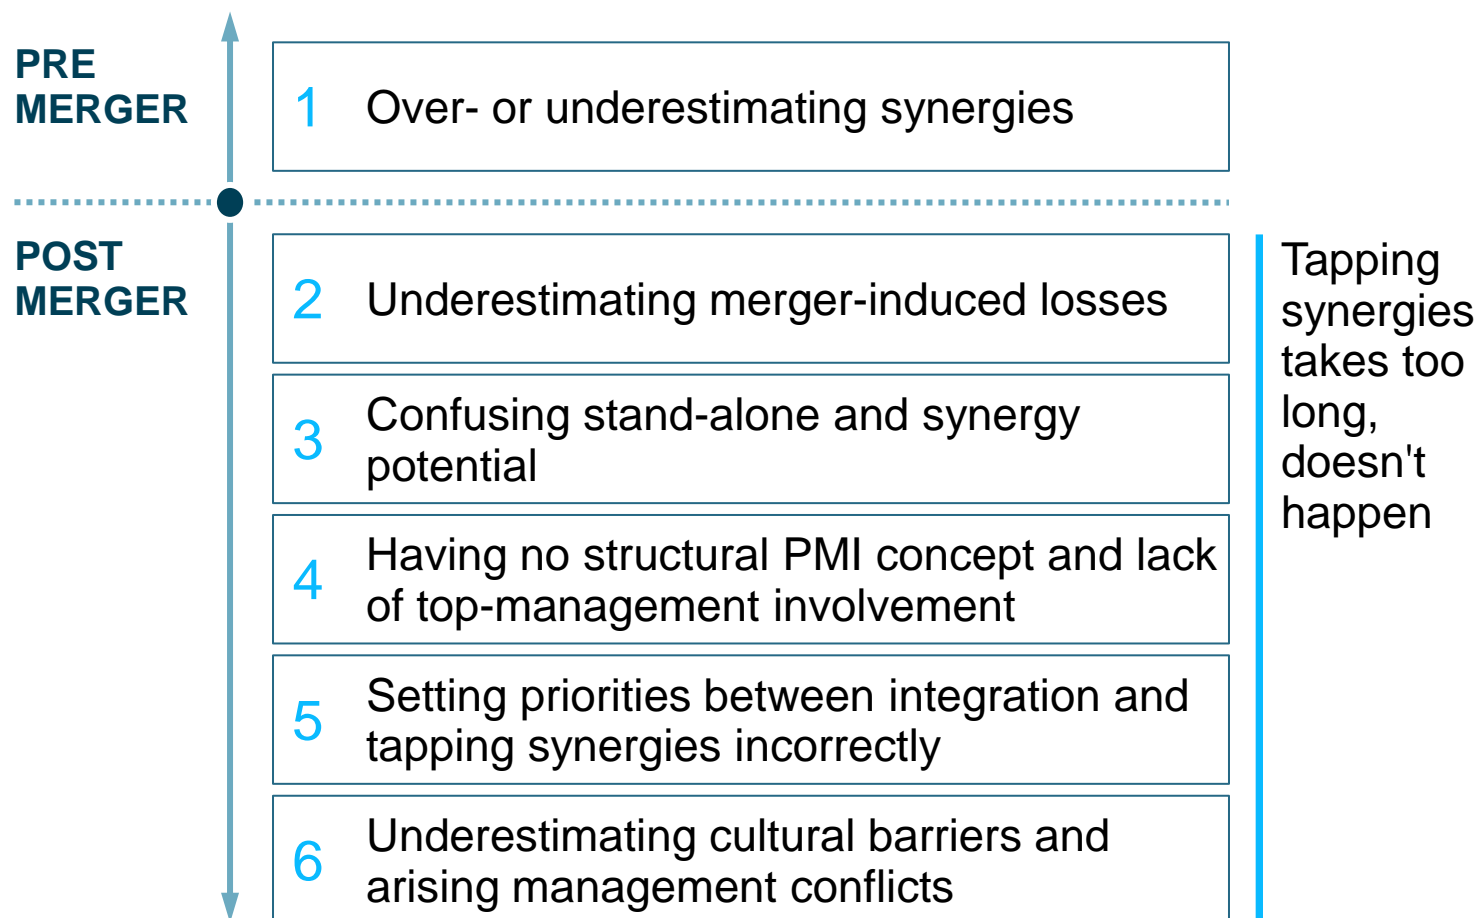 PRE
MERGER
1 Over- or underestimating synergies
POST
MERGER
2 Underestimating merger-induced losses
3 Confusing stand-alone and synergy
potential
4 Having no structural PMI concept and lack
of top-management involvement
5 Setting priorities between integration and
tapping synergies incorrectly
6 Underestimating cultural barriers and
arising management conflicts
Tapping
synergies
takes too
long,
doesn't
happen